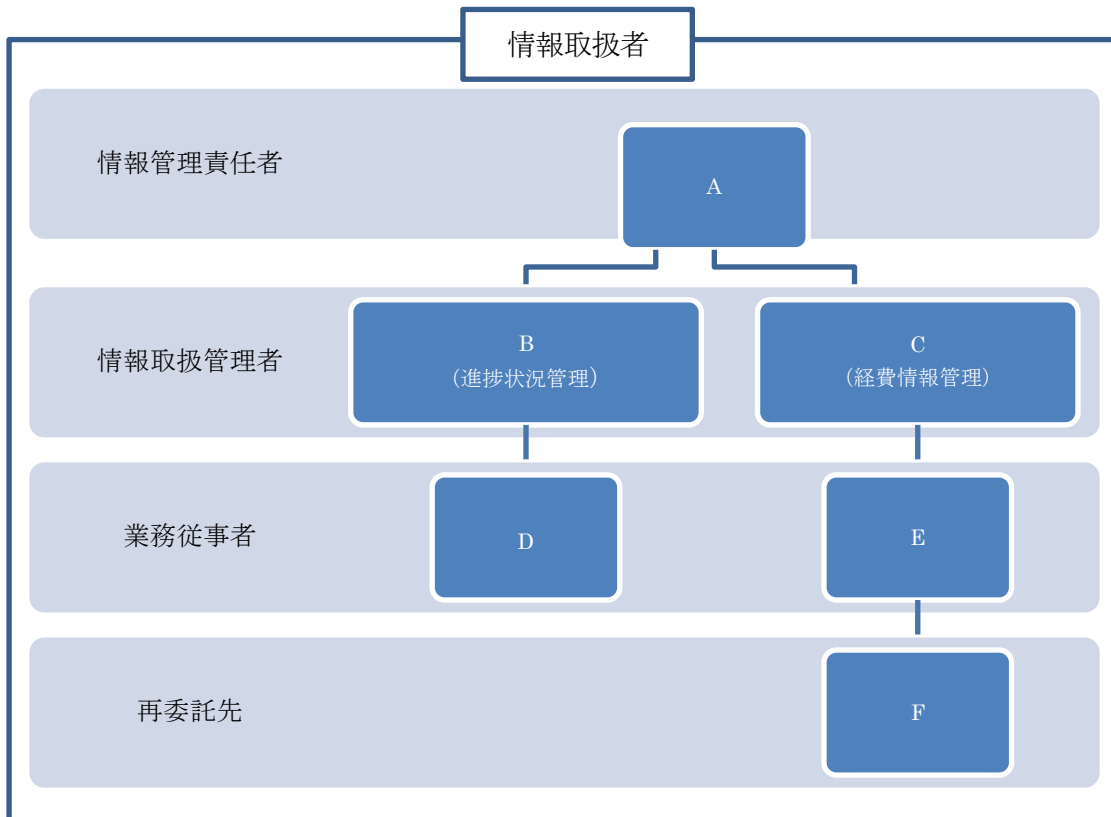 情報取扱者
情報管理責任者
A
情報取扱管理者
B
（進捗状況管理）
C
（経費情報管理）
業務従事者
D
E
再委託先
F